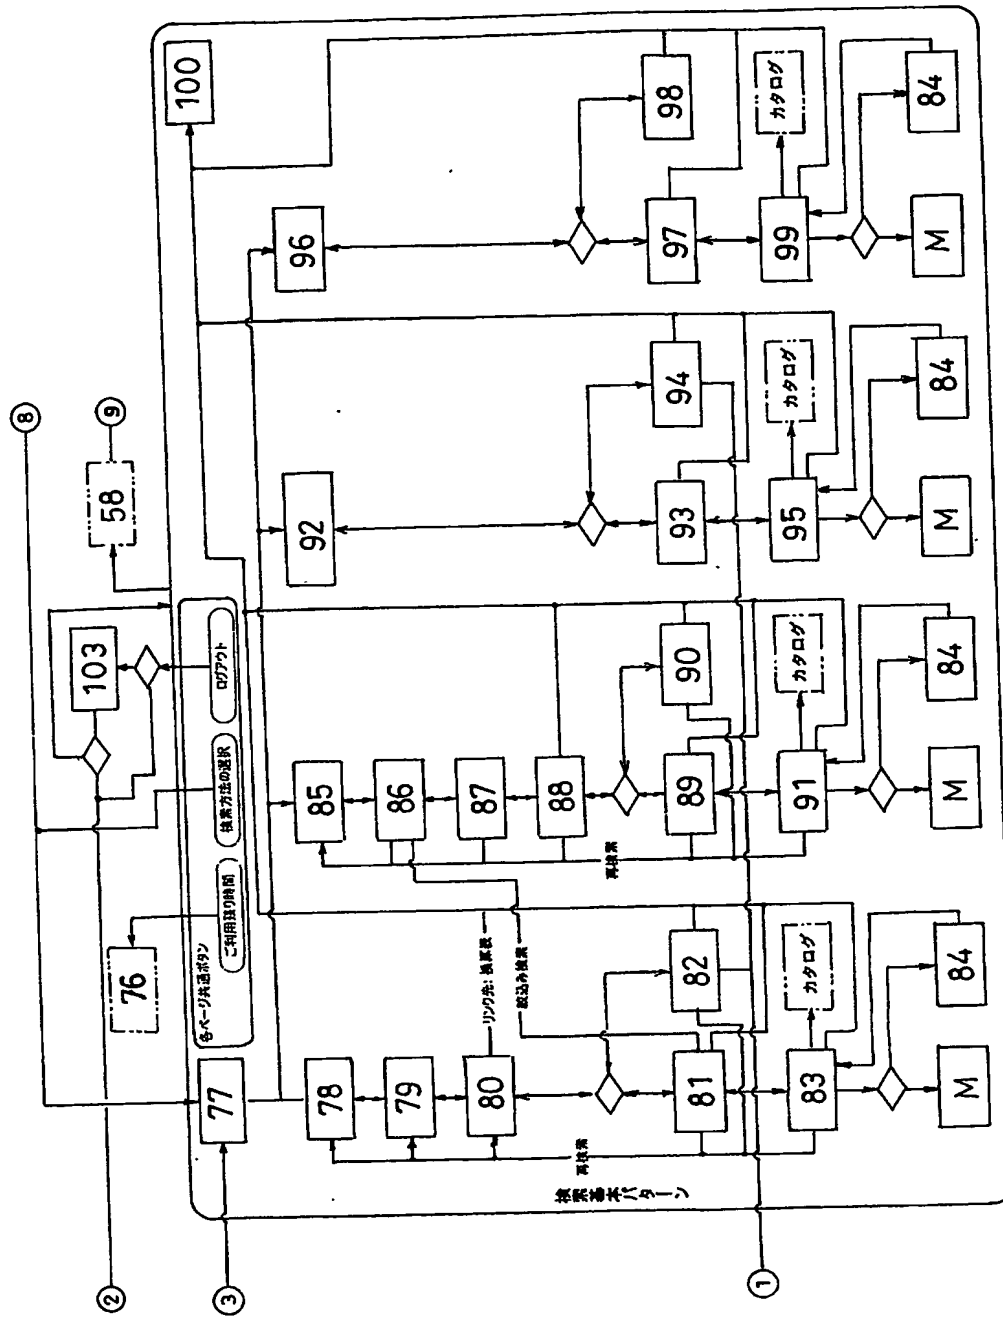 ⑧
②
103
58
⑨
76
各ページ共通ボタン
ご利用残り時間
検索方法の選択
ログアウト
③
77
100
78
85
92
96
79
86
80
リンク先:換算表
87
絞込み検索
88
再検索
再検索
検索基本パターン
81
82
89
90
93
94
97
98
①
83
カタログ
91
カタログ
95
カタログ
99
カタログ
M
84
M
84
M
84
M
84